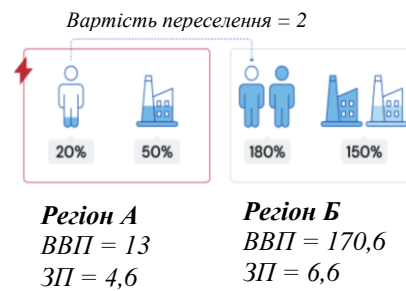 Вартість переселення = 2
20%
50%
180%
150%
Регіон А
ВВП = 13
ЗП = 4,6
Регіон Б
ВВП = 170,6
ЗП = 6,6